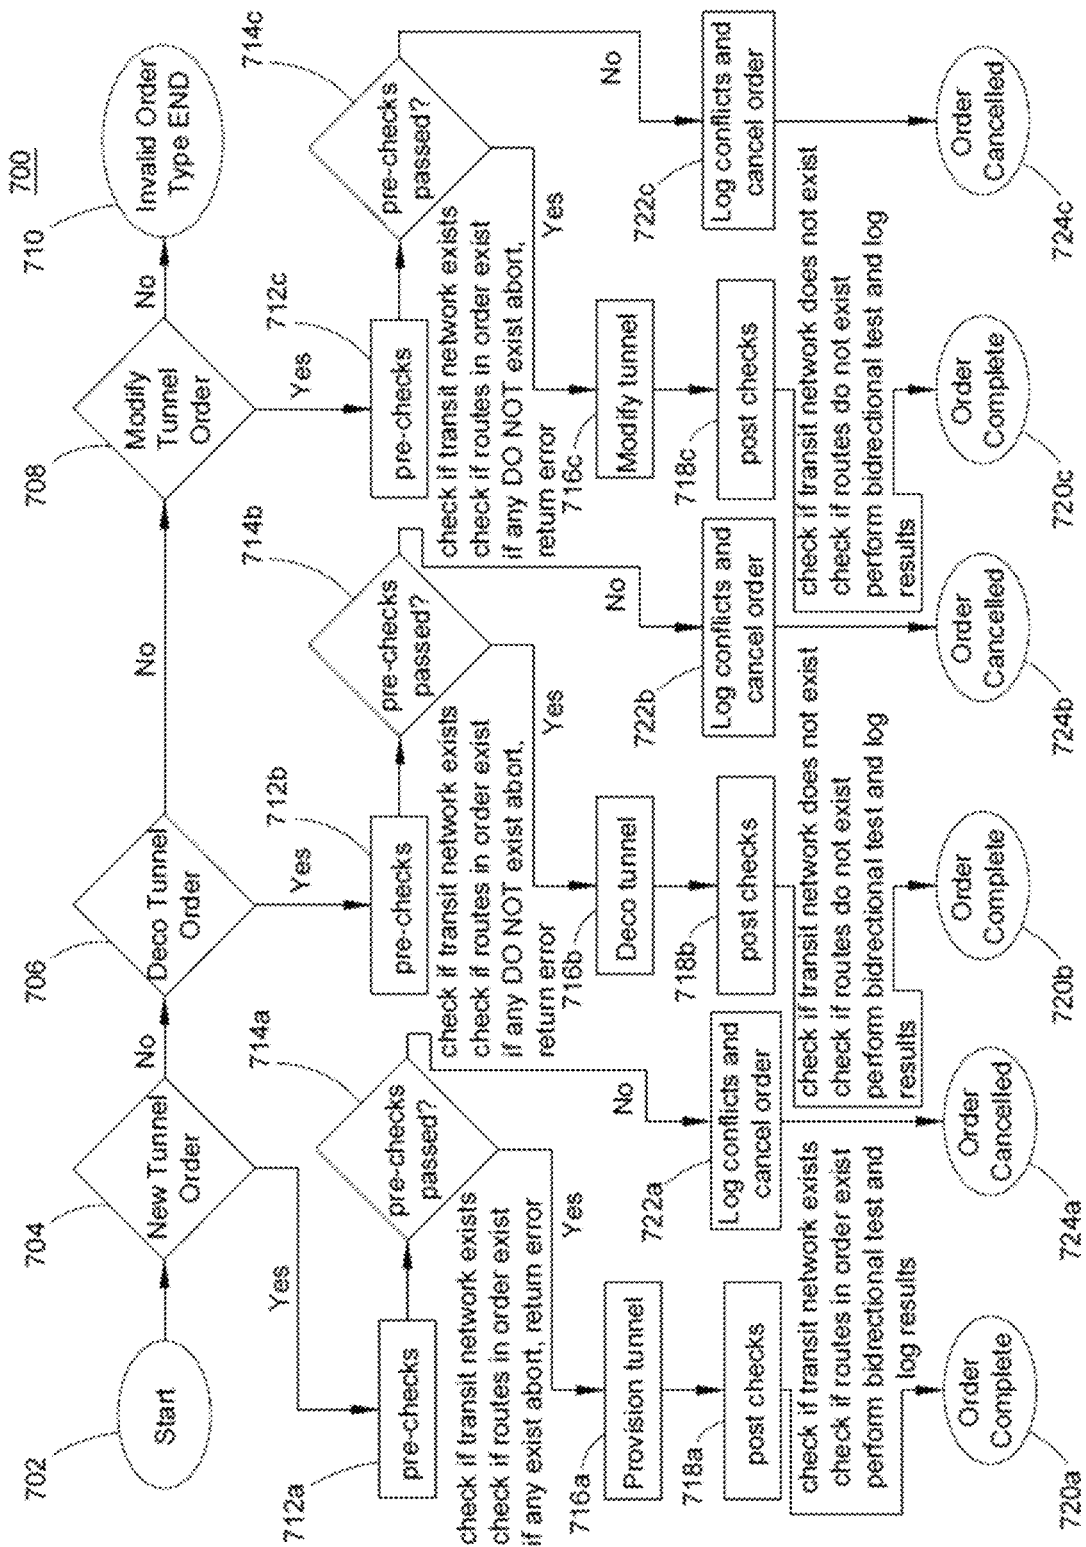 700
702
Start
704
New Tunnel
Order
No
706
Deco Tunnel
Order
No
708
Modify
Tunnel
Order
No
710
Invalid Order
Type END
Yes
Yes
Yes
712a
pre-checks
714a
pre-checks
passed?
712b
pre-checks
714b
pre-checks
passed?
712c
pre-checks
714c
pre-checks
passed?
check if transit network exists
check if routes in order exist
if any exist abort, return error
check if transit network exists
check if routes in order exist
if any DO NOT exist abort,
return error
check if transit network exists
check if routes in order exist
if any DO NOT exist abort,
return error
Yes
No
Yes
No
Yes
No
716a
Provision tunnel
716b
Deco tunnel
716c
Modify tunnel
718a
post checks
722a
Log conflicts and
cancel order
718b
post checks
722b
Log conflicts and
cancel order
718c
post checks
722c
Log conflicts and
cancel order
check if transit network exists
check if routes in order exist
perform bidrectional test and
log results
check if transit network does not exist
check if routes do not exist
perform bidrectional test and log
results
check if transit network does not exist
check if routes do not exist
perform bidirectional test and log
results
Order
Complete
720a
Order
Cancelled
724a
Order
Complete
720b
Order
Cancelled
724b
Order
Complete
720c
Order
Cancelled
724c